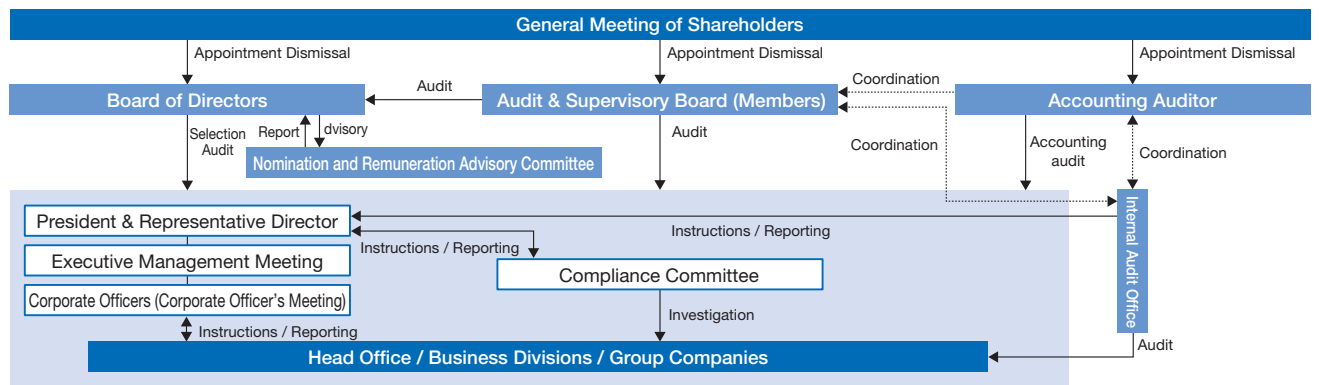 General Meeting of Shareholders
Appointment Dismissal
Appointment Dismissal
Appointment Dismissal
Board of Directors
Audit
Audit & Supervisory Board (Members)
Coordination
Accounting Auditor
Selection
Audit
Report
dvisory
Nomination and Remuneration Advisory Committee
Audit
Coordination
Accounting
audit
Coordination
President & Representative Director
Instructions / Reporting
Instructions / Reporting
Internal Audit Office
Executive Management Meeting
Compliance Committee
Corporate Officers (Corporate Officer's Meeting)
Investigation
Instructions / Reporting
Head Office / Business Divisions / Group Companies
Audit